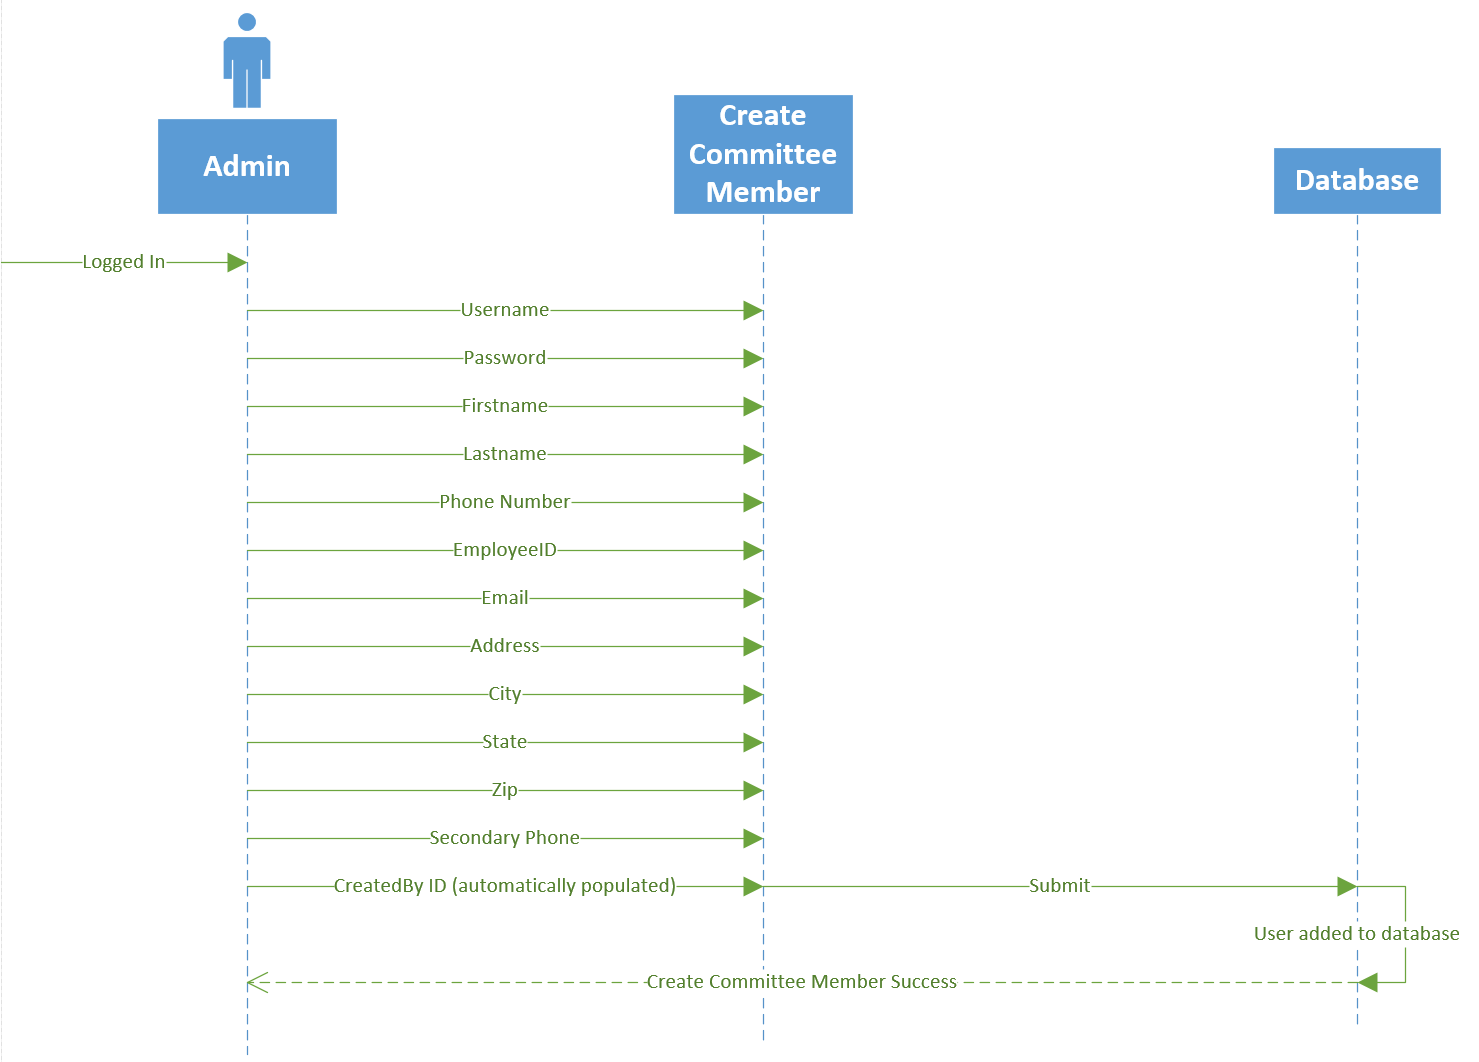 Admin
Create
Committee
Member
Database
Logged In
Username
Password
Firstname
Lastname
Phone Number
EmployeeID
Email
Address
City
State
Zip
Secondary Phone
CreatedBy ID (automatically populated)
Submit
User added to database
Create Committee Member Success